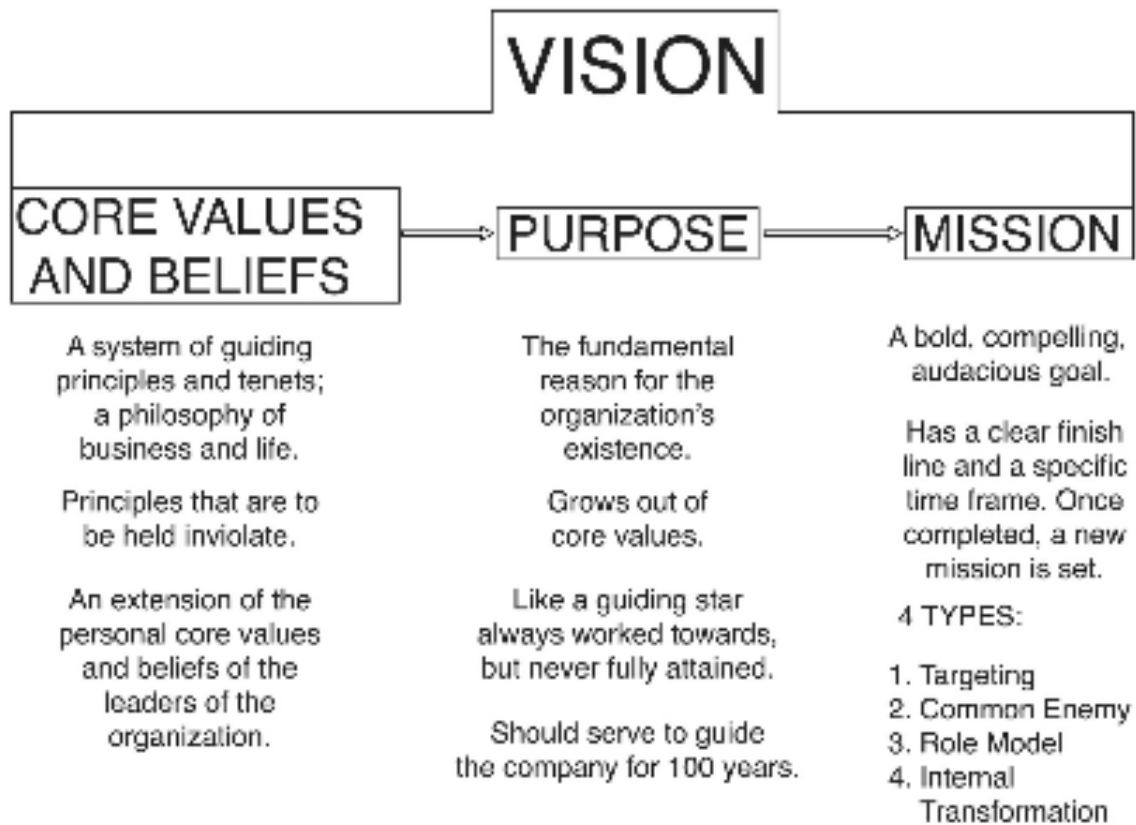 VISION
CORE VALUES
AND BELIEFS
A system of guiding
principles and tenets;
a philosophy of
business and life.
Principles that are to
be held inviolate.
An extension of the
personal core values
and beliefs of the
leaders of the
organization.
PURPOSE
The fundamental
reason for the
organization's
existence.
Grows out of
core values.
Like a guiding star
always worked towards,
but never fully attained.
Should serve to guide
the company for 100 years.
MISSION
A bold, compelling,
audacious goal.
Has a clear finish
line and a specific
time frame. Once
completed, a new
mission is set.
4 TYPES:
1. Targeting
2. Common Enemy
3. Role Model
4. Internal
Transformation